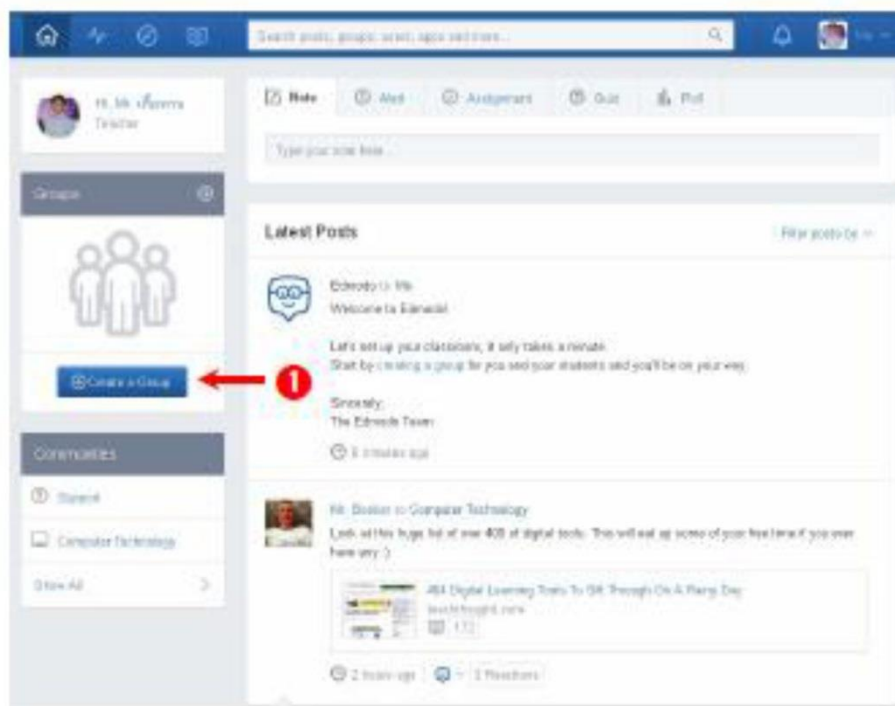 Search posts, groups, users, apps and more...
Me
Hi, Mr.
Teacher
Note
Alert
Assignment
Quiz
Poll
Type your note here...
Groups
Create a Group
1
Communities
Support
Computer Technology
Show All
Latest Posts
Filter posts by
Edmodo to Me
Welcome to Edmodo!
Let's set up your classroom, it only takes a minute.
Start by creating a group for you and your students and you'll be on your way.
Sincerely,
The Edmodo Team
minutes ago
Mr. to Computer Technology
Look at this huge list of over 400 of digital tools. This will eat up some of your free time if you ever
have any :)
Digital Learning Tools To Sift Through On A Rainy Day
teachthought.com
172
2 hours ago
Reactions